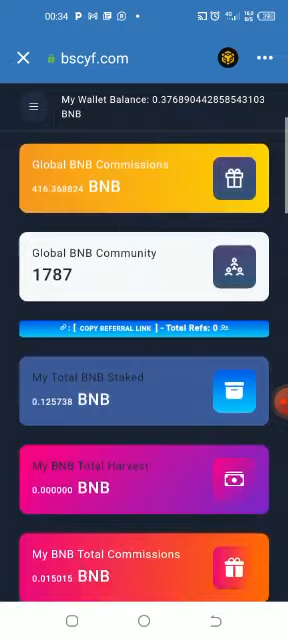 00:34
bscyf.com
My Wallet Balance: 0.376890442858543103
BNB
Global BNB Commissions
416.368824 BNB
Global BNB Community
1787
: [ COPY REFERRAL LINK ] - Total Refs: 0
My Total BNB Staked
0.125738 BNB
My BNB Total Harvest
0.000000 BNB
My BNB Total Commissions
0.015015 BNB